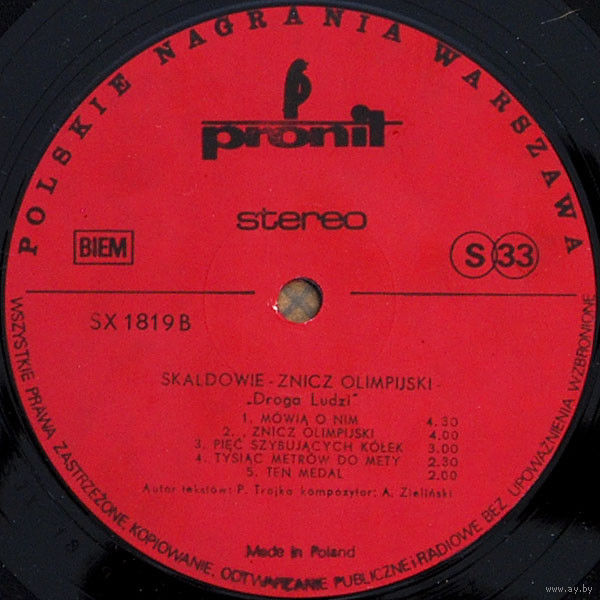 POLSKIE NAGRANIA WARSZAWA
pronit
stereo
BIEM
S 33
SX 1819 B
SKALDOWIE - ZNICZ OLIMPIJSKI -
„Droga Ludzi"
1. MÓWIĄ O NIM 4.30
2. ZNICZ OLIMPIJSKI 4.00
3. PIĘĆ SZYBUJĄCYCH KÓŁEK 3.00
4. TYSIĄC METRÓW DO METY 2.30
5. TEN MEDAL 2.00
Autor tekstów: P. Trojka kompozytor: A. Zieliński
Made in Poland
WSZYSTKIE PRAWA ZASTRZEŻONE, KOPIOWANIE, ODTWARZANIE PUBLICZNE i RADIOWE BEZ UPOWAŻNIENIA WZBRONIONE
www.ay.by